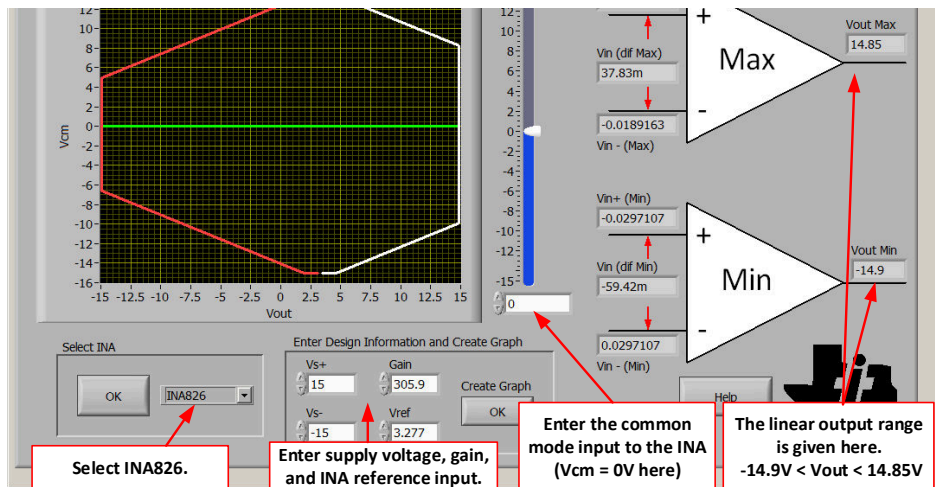 12
10
8
6
4
2
0
-2
-4
-6
-8
-10
-12
-14
-16
Vcm
-15 -12.5 -10 -7.5 -5 -2.5 0 2.5 5 7.5 10 12.5 15
Vout
12
10
8
6
4
2
0
-2
-4
-6
-8
-10
-12
-15
0
Vin (dif Max)
37.83m
-0.0189163
Vin - (Max)
Max
-
Vout Max
14.85
Vin+ (Min)
-0.0297107
Vin (dif Min)
-59.42m
0.0297107
Vin - (Min)
+
Min
-
Vout Min
-14.9
Select INA
OK
INA826
Enter Design Information and Create Graph
Vs+
15
Gain
305.9
Vs-
-15
Vref
3.277
Create Graph
OK
Help
Select INA826.
Enter supply voltage, gain,
and INA reference input.
Enter the common
mode input to the INA
(Vcm = 0V here)
The linear output range
is given here.
-14.9V < Vout < 14.85V